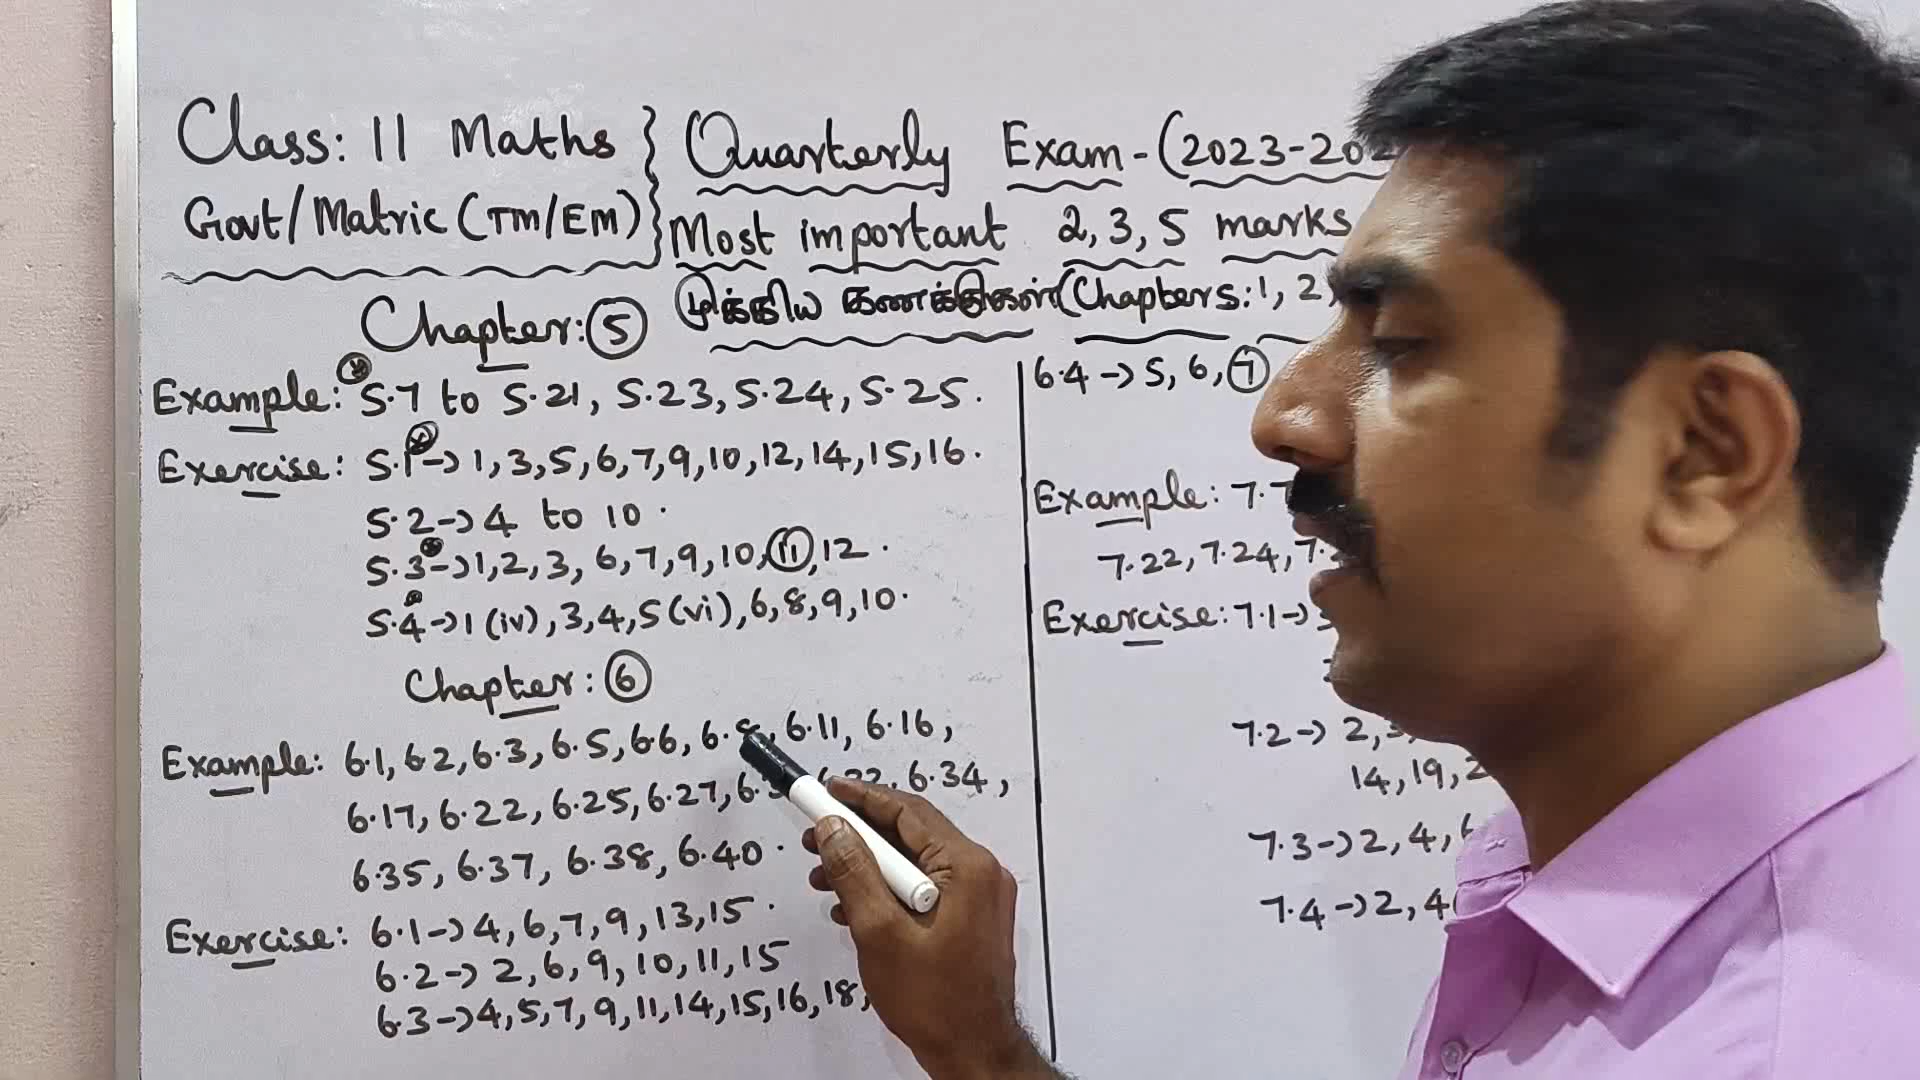 Class: 11 Maths } Quarterly Exam - (2023-202
Govt/Matric (TM/EM) } Most important 2, 3, 5 marks
முக்கிய கணக்குகள் (Chapters: 1, 2,
Chapter: 5
Example: 5.7 to 5.21, 5.23, 5.24, 5.25.
Exercise: 5.1 → 1, 3, 5, 6, 7, 9, 10, 12, 14, 15, 16.
5.2 → 4 to 10.
5.3 → 1, 2, 3, 6, 7, 9, 10, 11, 12.
5.4 → 1 (iv), 3, 4, 5 (vi), 6, 8, 9, 10.
Chapter: 6
Example: 6.1, 6.2, 6.3, 6.5, 6.6, 6.8, 6.11, 6.16,
6.17, 6.22, 6.25, 6.27, 6.34,
6.35, 6.37, 6.38, 6.40.
Exercise: 6.1 → 4, 6, 7, 9, 13, 15.
6.2 → 2, 6, 9, 10, 11, 15
6.3 → 4, 5, 7, 9, 11, 14, 15, 16, 18,
6.4 → 5, 6, 7
Example: 7.7
7.22, 7.24,
Exercise: 7.1 →
7.2 → 2, 3,
14, 19,
7.3 → 2, 4,
7.4 → 2, 4